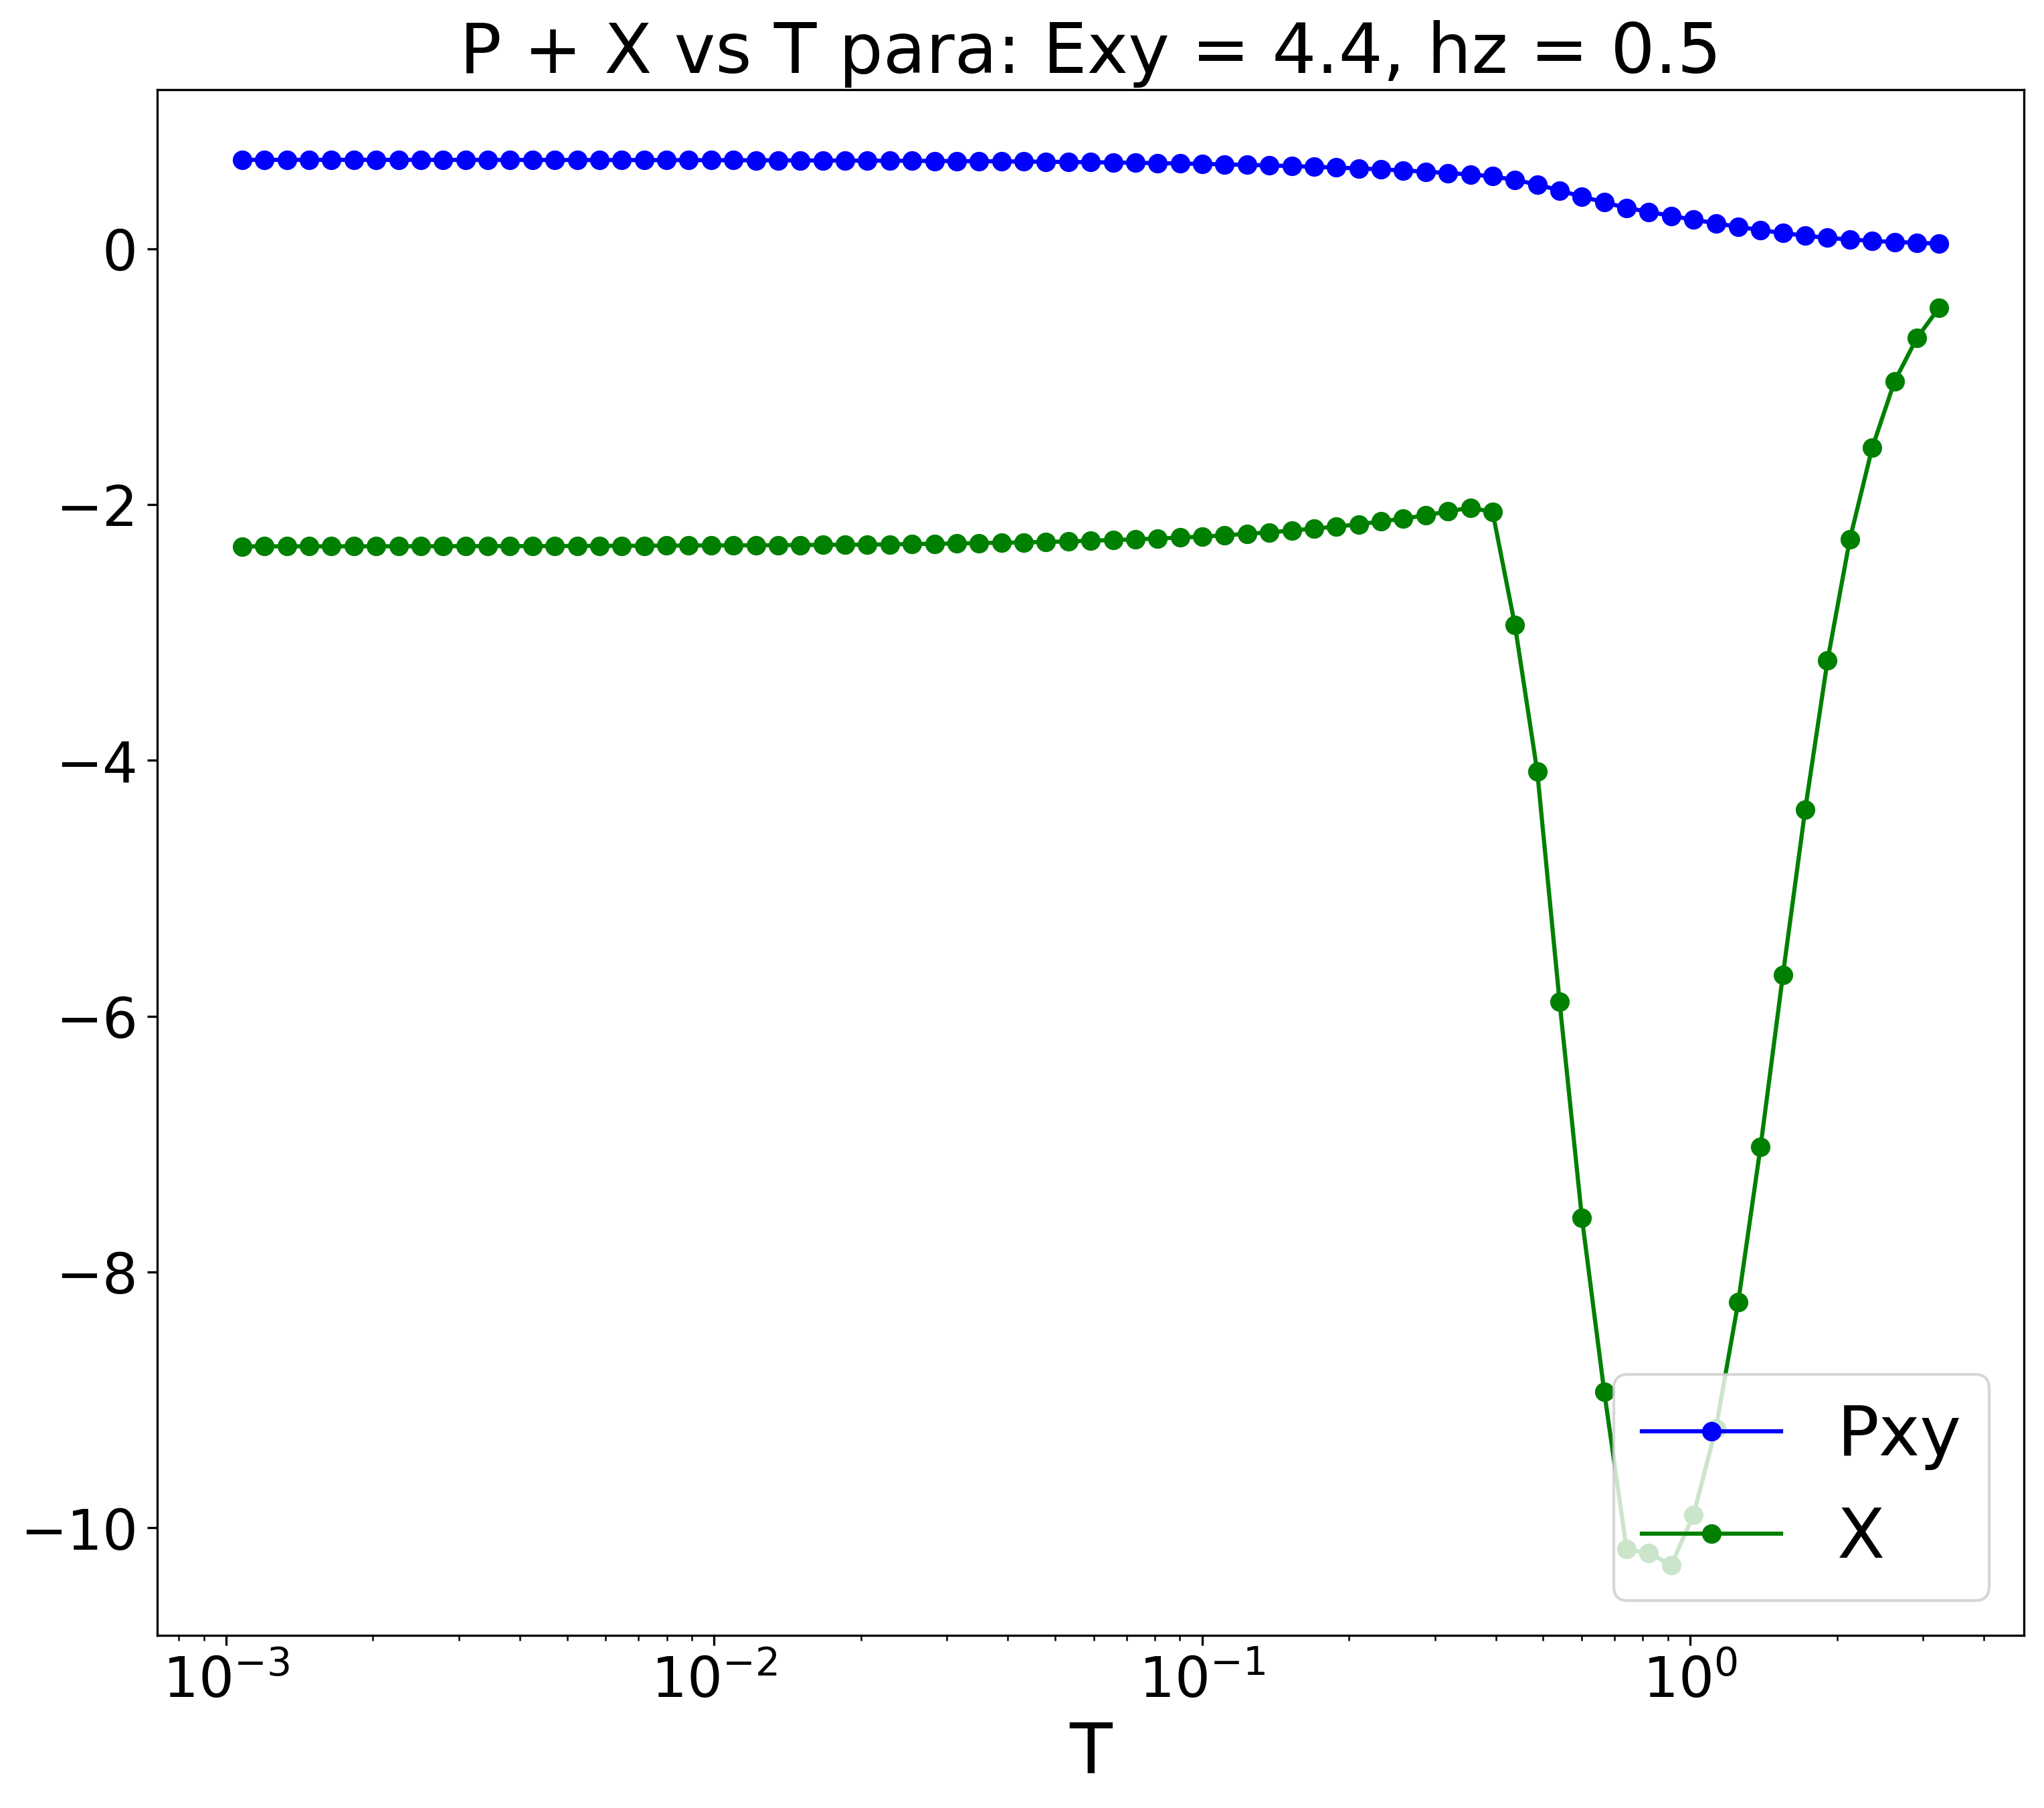 P + X vs T para: Exy = 4.4, hz = 0.5
0
−2
−4
−6
−8
−10
10⁻³ 10⁻² 10⁻¹ 10⁰
T
Pxy
X